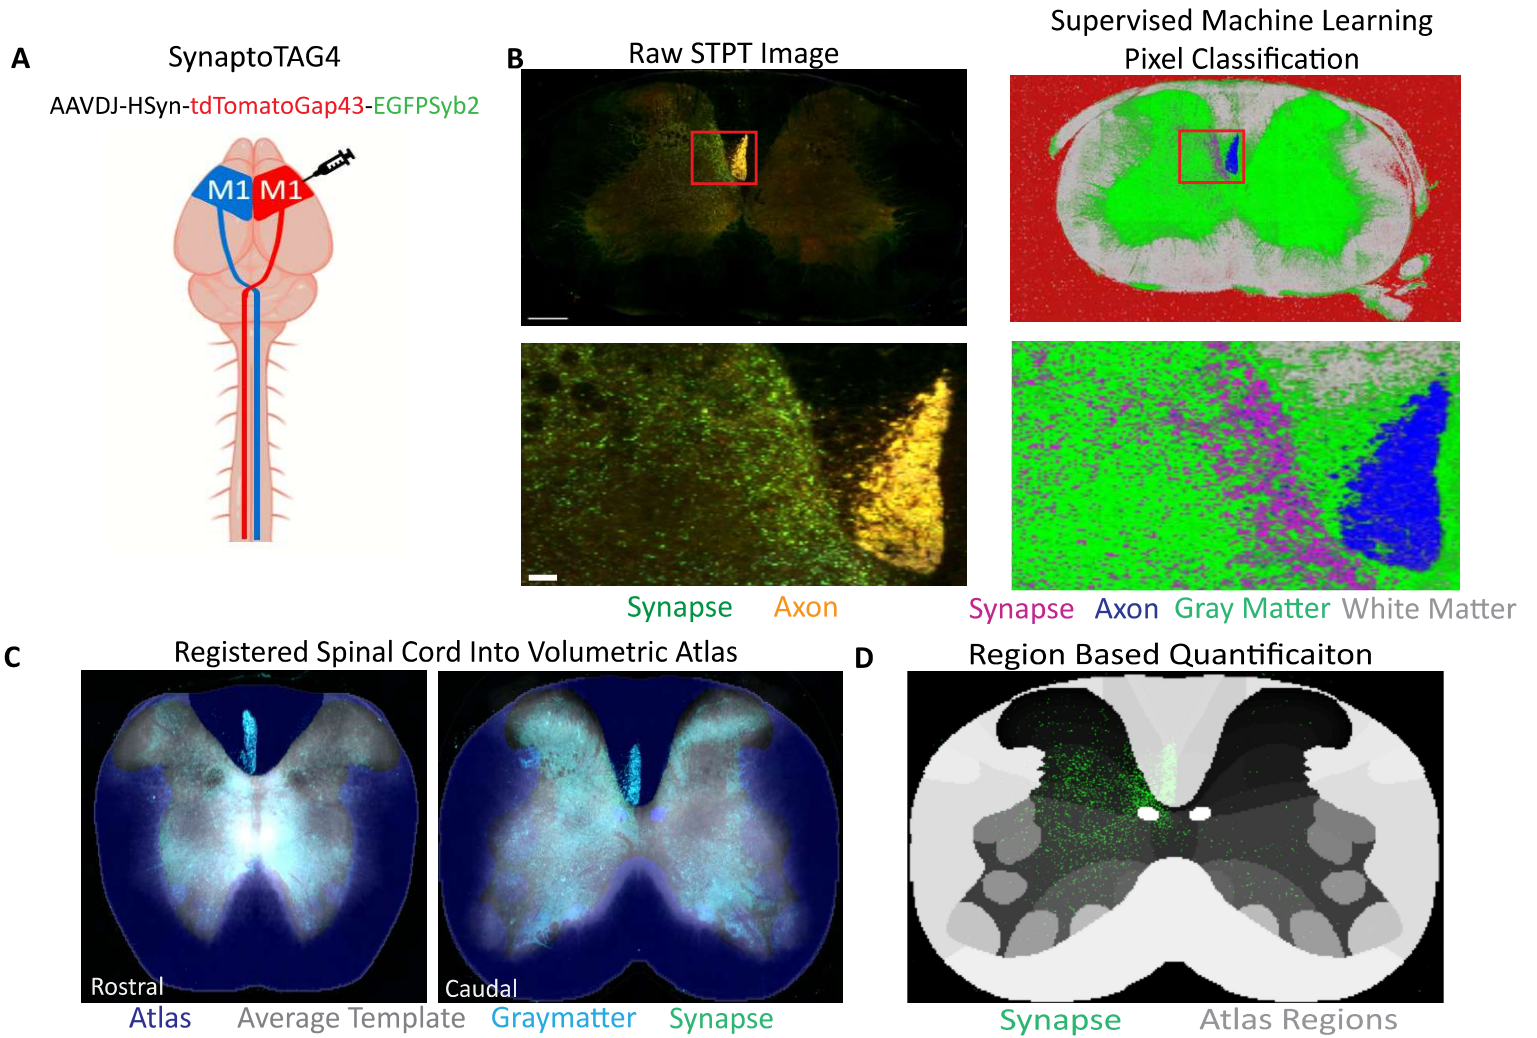 A
SynaptoTAG4
AAVDJ-HSyn-tdTomatoGap43-EGFPSyb2
M1 M1
B
Raw STPT Image
Supervised Machine Learning
Pixel Classification
Synapse Axon
Synapse Axon Gray Matter White Matter
C
Registered Spinal Cord Into Volumetric Atlas
Rostral
Caudal
Atlas Average Template Graymatter Synapse
D
Region Based Quantificaiton
Synapse Atlas Regions